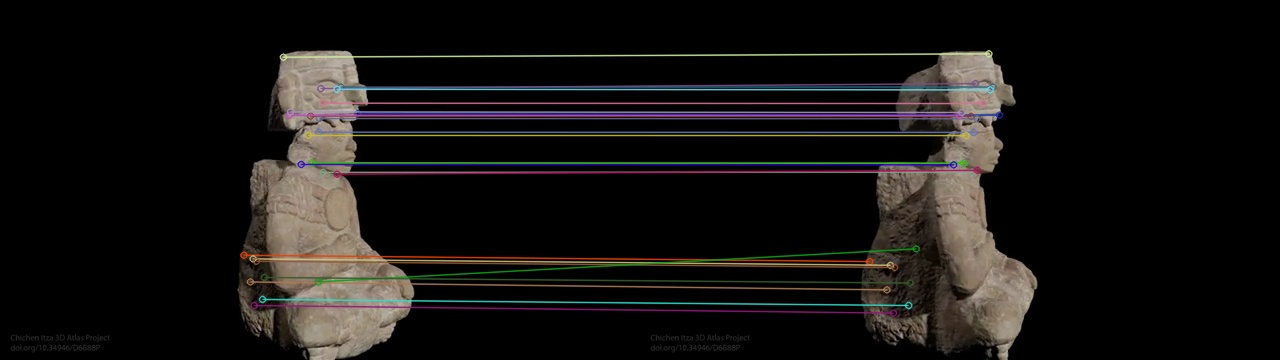 Chichen Itza 3D Atlas Project
doi.org/10.34946/D6B88P
Chichen Itza 3D Atlas Project
doi.org/10.34946/D6B88P